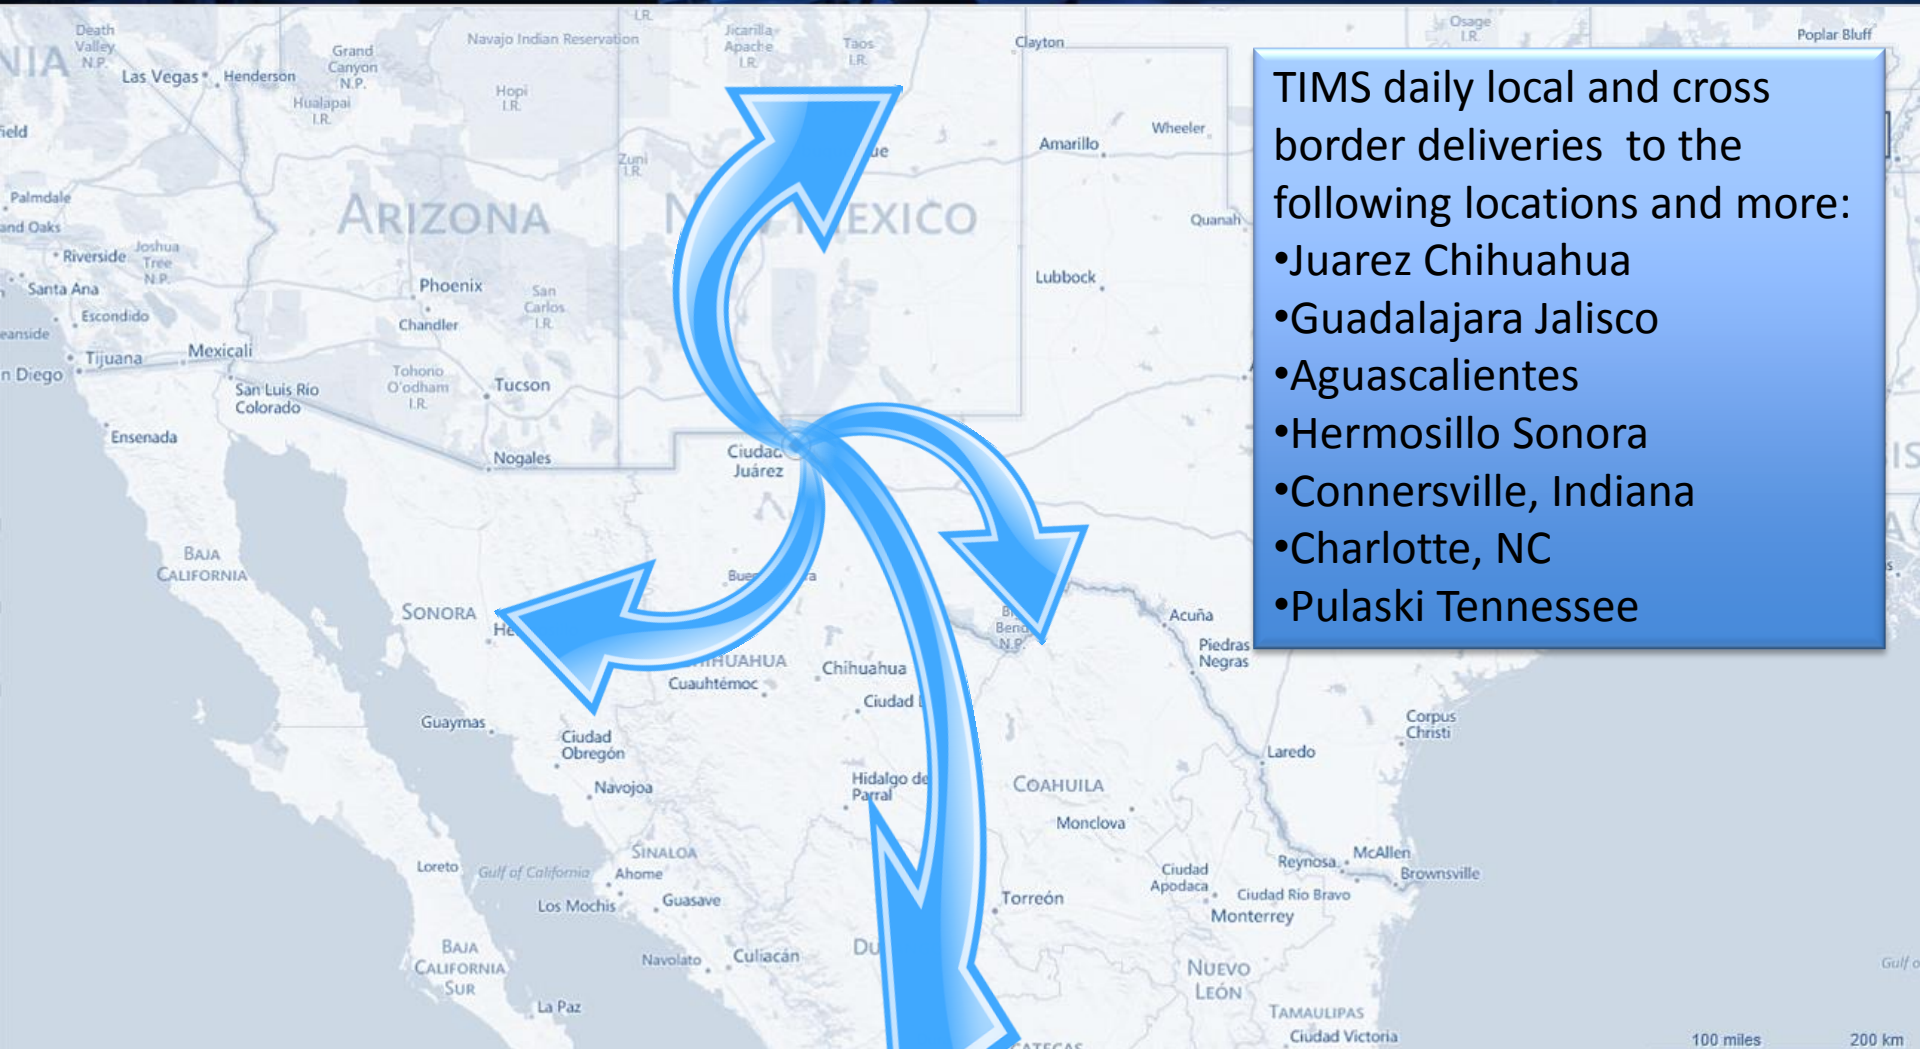 TIMS daily local and cross
border deliveries to the
following locations and more:
•Juarez Chihuahua
•Guadalajara Jalisco
•Aguascalientes
•Hermosillo Sonora
•Connersville, Indiana
•Charlotte, NC
•Pulaski Tennessee
Death
Valley
N.P.
Las Vegas
Henderson
Grand
Canyon
N.P.
Hualapai
I.R.
Navajo Indian Reservation
Hopi
I.R.
I.R.
Jicarilla
Apache
I.R.
Taos
I.R.
Clayton
Osage
I.R.
Poplar Bluff
Zuni
I.R.
Amarillo
Wheeler
Quanah
Lubbock
ARIZONA
Palmdale
Riverside
Joshua
Tree
N.P.
Santa Ana
Escondido
Tijuana
Mexicali
San Luis Río
Colorado
Ensenada
Phoenix
Chandler
San
Carlos
I.R.
Tohono
O'odham
I.R.
Tucson
Nogales
Ciudad
Juárez
BAJA
CALIFORNIA
SONORA
Chihuahua
Cuauhtémoc
Ciudad
Bend
N.P.
Acuña
Piedras
Negras
Guaymas
Ciudad
Obregón
Navojoa
Hidalgo de
Parral
COAHUILA
Monclova
Laredo
Corpus
Christi
Loreto
Gulf of California
SINALOA
Ahome
Los Mochis
Guasave
Torreón
Ciudad
Apodaca
Reynosa
McAllen
Brownsville
Ciudad Río Bravo
Monterrey
BAJA
CALIFORNIA
SUR
Navolato
Culiacán
La Paz
NUEVO
LEÓN
TAMAULIPAS
Ciudad Victoria
Gulf
100 miles
200 km